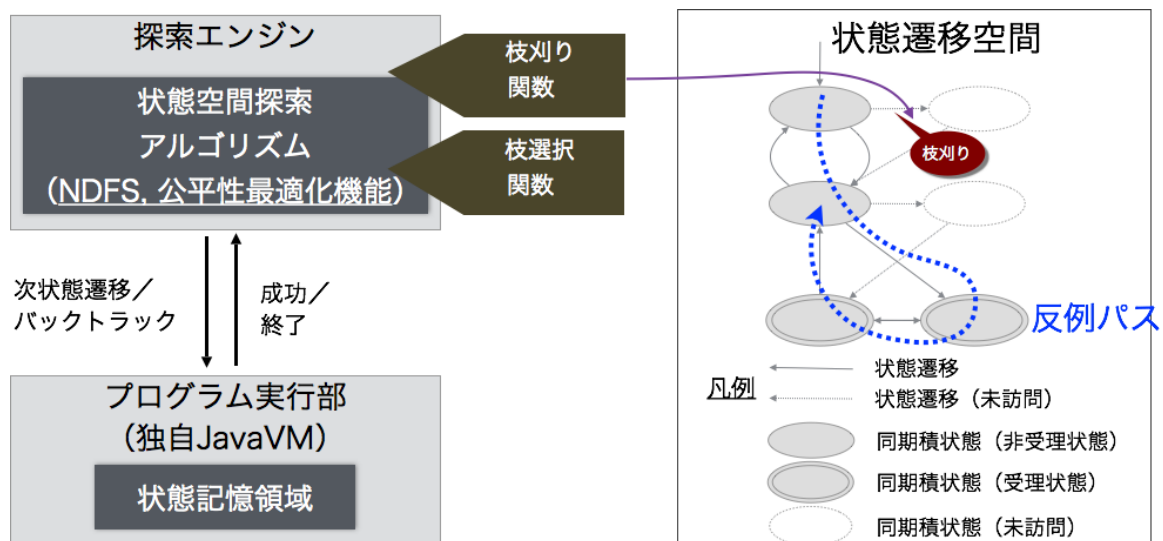 探索エンジン
状態空間探索
アルゴリズム
（NDFS, 公平性最適化機能）
枝刈り
関数
枝選択
関数
次状態遷移／
バックトラック
成功／
終了
プログラム実行部
（独自JavaVM）
状態記憶領域
状態遷移空間
枝刈り
反例パス
凡例
状態遷移
状態遷移（未訪問）
同期積状態（非受理状態）
同期積状態（受理状態）
同期積状態（未訪問）